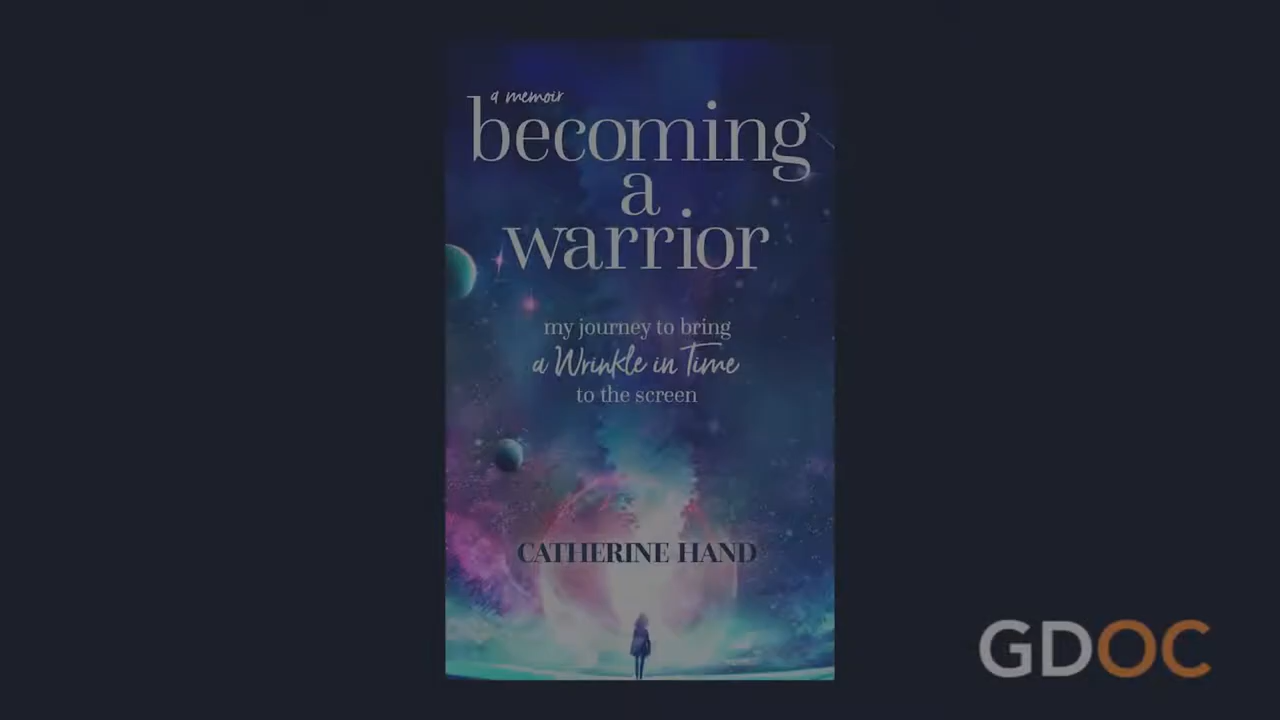 a memoir
becoming
a
warrior
my journey to bring
a Wrinkle in Time
to the screen
CATHERINE HAND
GDOC